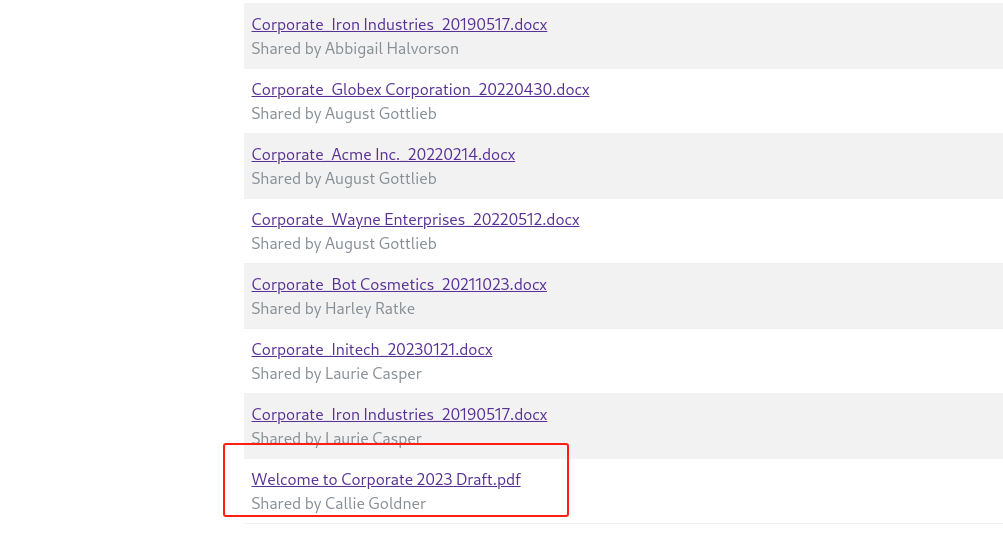 Corporate_Iron Industries_20190517.docx
Shared by Abbigail Halvorson
Corporate_Globex Corporation_20220430.docx
Shared by August Gottlieb
Corporate_Acme Inc._20220214.docx
Shared by August Gottlieb
Corporate_Wayne Enterprises_20220512.docx
Shared by August Gottlieb
Corporate_Bot Cosmetics_20211023.docx
Shared by Harley Ratke
Corporate_Initech_20230121.docx
Shared by Laurie Casper
Corporate_Iron Industries_20190517.docx
Shared by Laurie Casper
Welcome to Corporate 2023 Draft.pdf
Shared by Callie Goldner